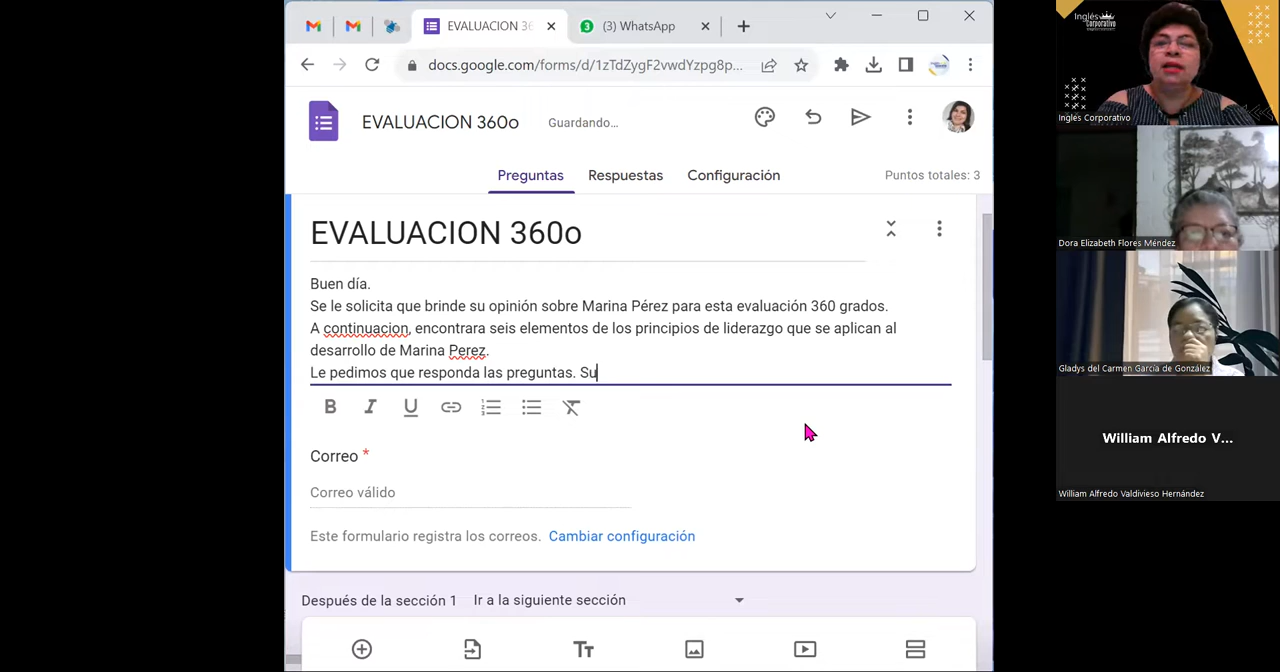 EVALUACION 36
(3) WhatsApp
3
docs.google.com/forms/d/1zTdZygF2vwdYzpg8p...
EVALUACION 360o
Guardando...
Preguntas
Respuestas
Configuración
Puntos totales: 3
EVALUACION 360o
Buen día.
Se le solicita que brinde su opinión sobre Marina Pérez para esta evaluación 360 grados.
A continuacion, encontrara seis elementos de los principios de liderazgo que se aplican al
desarrollo de Marina Perez.
Le pedimos que responda las preguntas. Su
B I U
Correo *
Correo válido
Este formulario registra los correos. Cambiar configuración
Después de la sección 1 Ir a la siguiente sección
Tт
Inglés
Corporativo
Ingles Corporativo
Dora Elizabeth Flores Méndez
Gladys del Carmen García de González
William Alfredo V...
William Alfredo Valdivieso Hernández